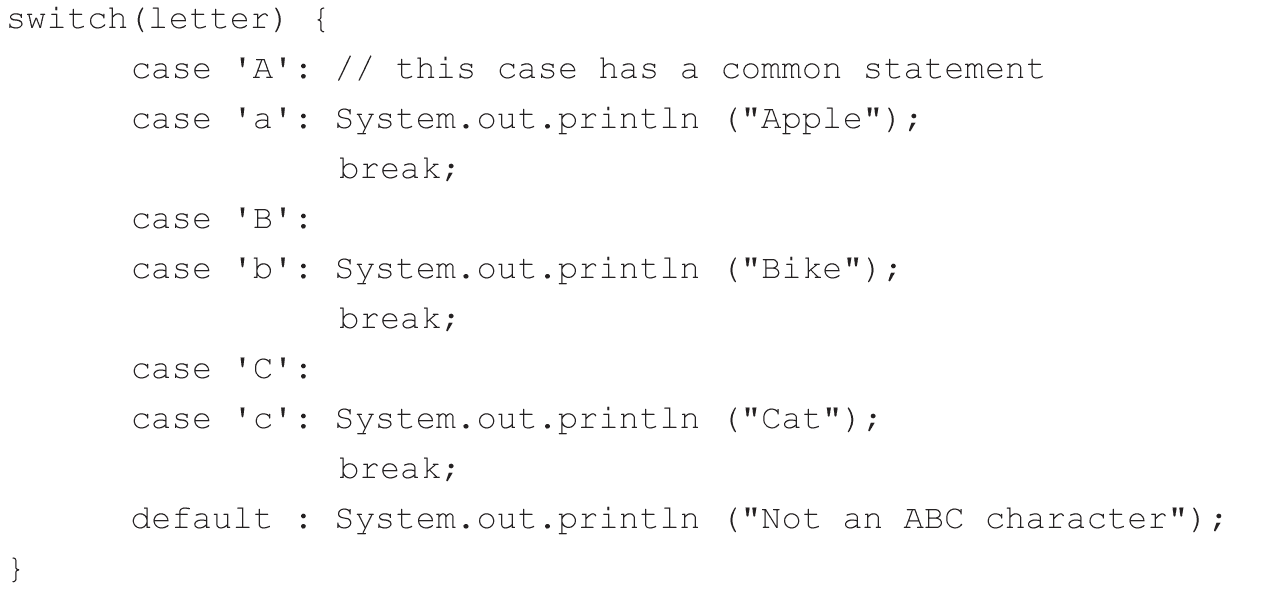 switch(letter) {
case 'A': // this case has a common statement
case 'a': System.out.println ("Apple");
break;
case 'B':
case 'b': System.out.println ("Bike");
break;
case 'C':
case 'c': System.out.println ("Cat");
break;
default : System.out.println ("Not an ABC character");
}